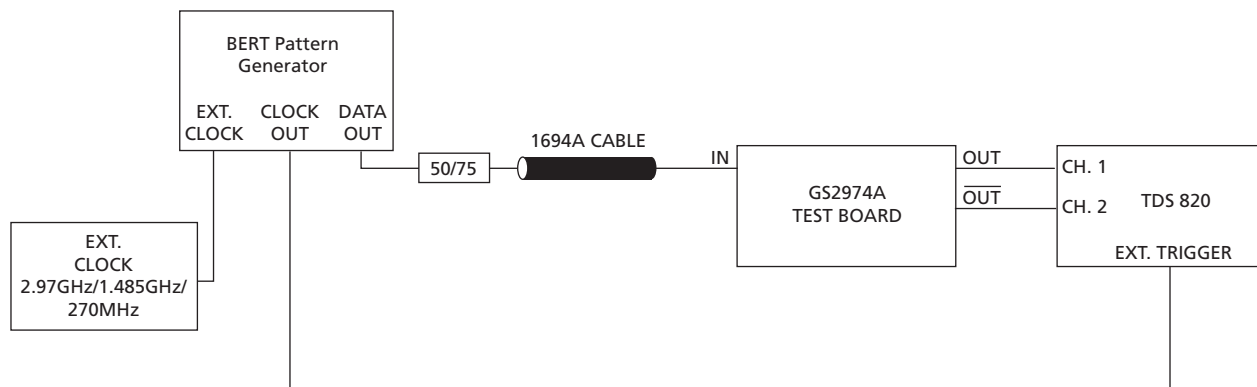 BERT Pattern
Generator
EXT.
CLOCK
CLOCK
OUT
DATA
OUT
50/75
1694A CABLE
IN
GS2974A
TEST BOARD
OUT
O̅U̅T̅
CH. 1
CH. 2
TDS 820
EXT. TRIGGER
EXT.
CLOCK
2.97GHz/1.485GHz/
270MHz